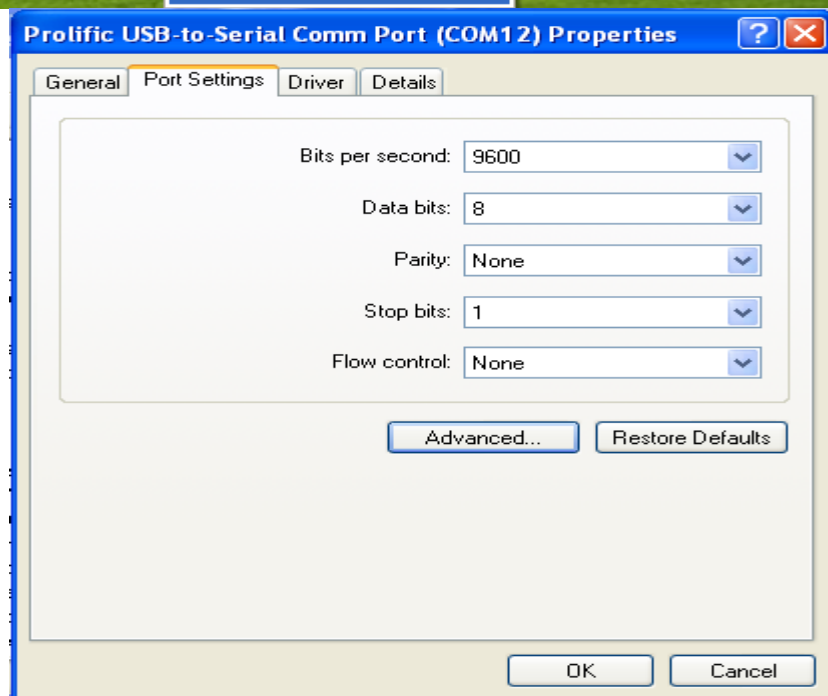 Prolific USB-to-Serial Comm Port (COM12) Properties
General Port Settings Driver Details
Bits per second: 9600
Data bits: 8
Parity: None
Stop bits: 1
Flow control: None
Advanced... Restore Defaults
OK Cancel